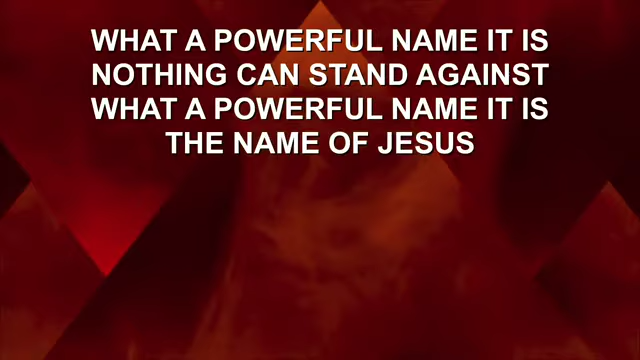 WHAT A POWERFUL NAME IT IS
NOTHING CAN STAND AGAINST
WHAT A POWERFUL NAME IT IS
THE NAME OF JESUS